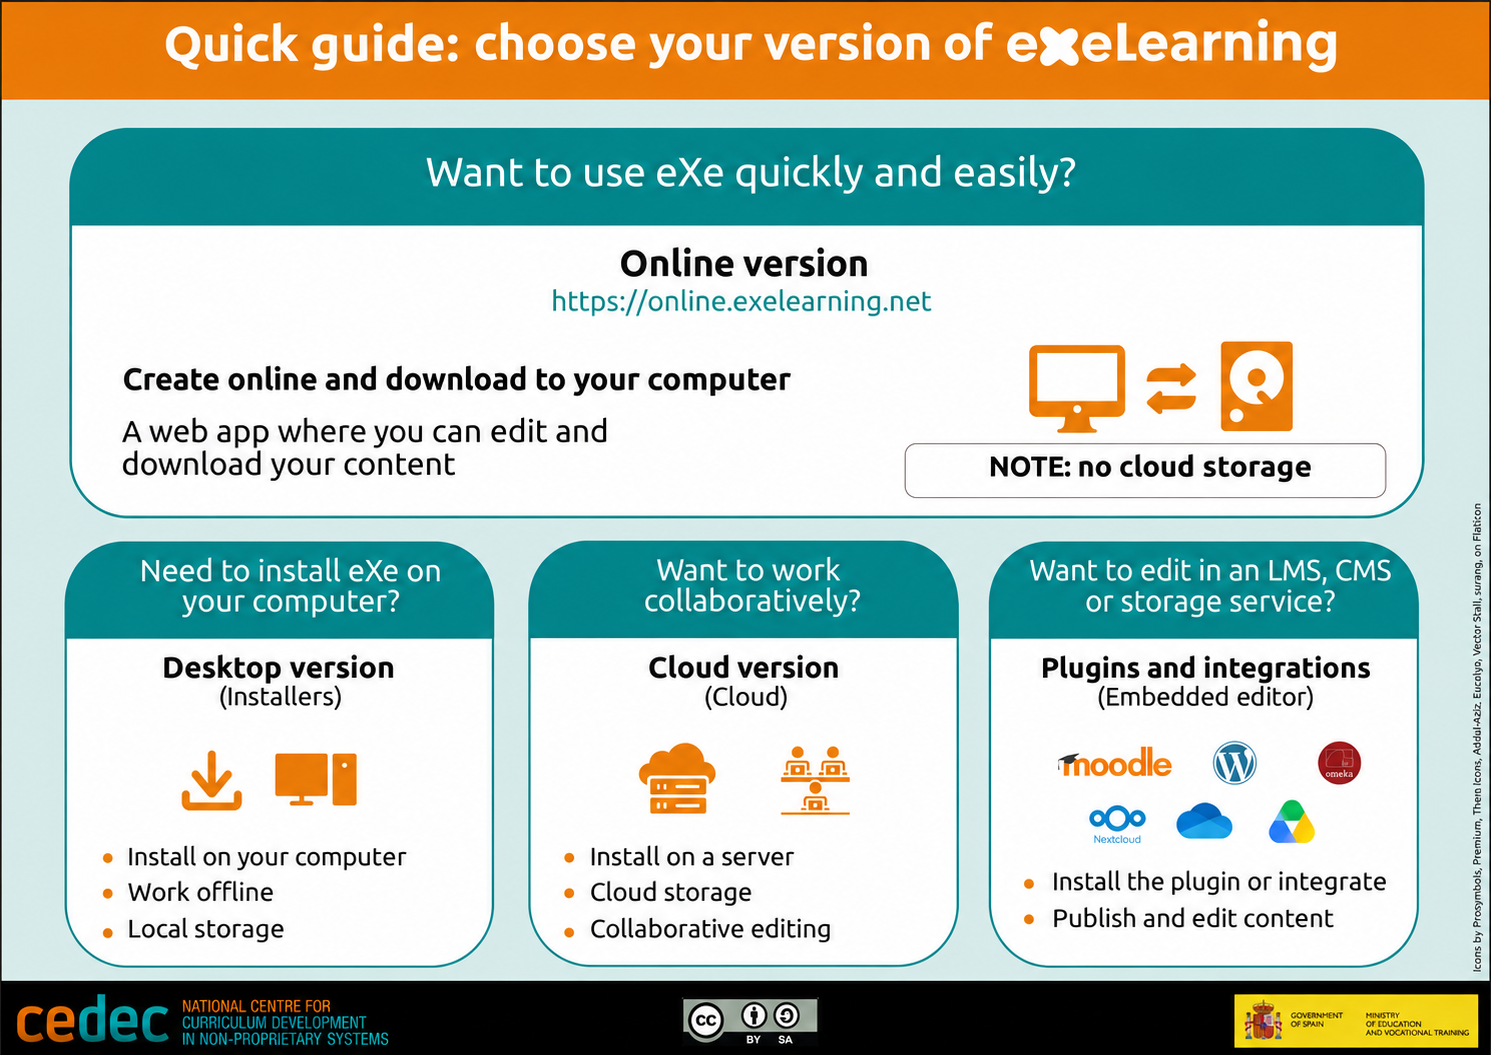 Quick guide: choose your version of exeLearning
Want to use eXe quickly and easily?
Online version
https://online.exelearning.net
Create online and download to your computer
A web app where you can edit and
download your content
NOTE: no cloud storage
Need to install eXe on
your computer?
Desktop version
(Installers)
Install on your computer
Work offline
Local storage
Want to work
collaboratively?
Cloud version
(Cloud)
Install on a server
Cloud storage
Collaborative editing
Want to edit in an LMS, CMS
or storage service?
Plugins and integrations
(Embedded editor)
moodle
W
omeka
Nextcloud
Install the plugin or integrate
Publish and edit content
Icons by Prosymbols, Premium, Them Icons, Addul-Aziz. Eucolyo, Vector Stall, surang, on Flaticon
cedec
NATIONAL CENTRE FOR
CURRICULUM DEVELOPMENT
IN NON-PROPRIETARY SYSTEMS
cc
BY SA
GOVERNMENT
OF SPAIN
MINISTRY
OF EDUCATION
AND VOCATIONAL TRAINING